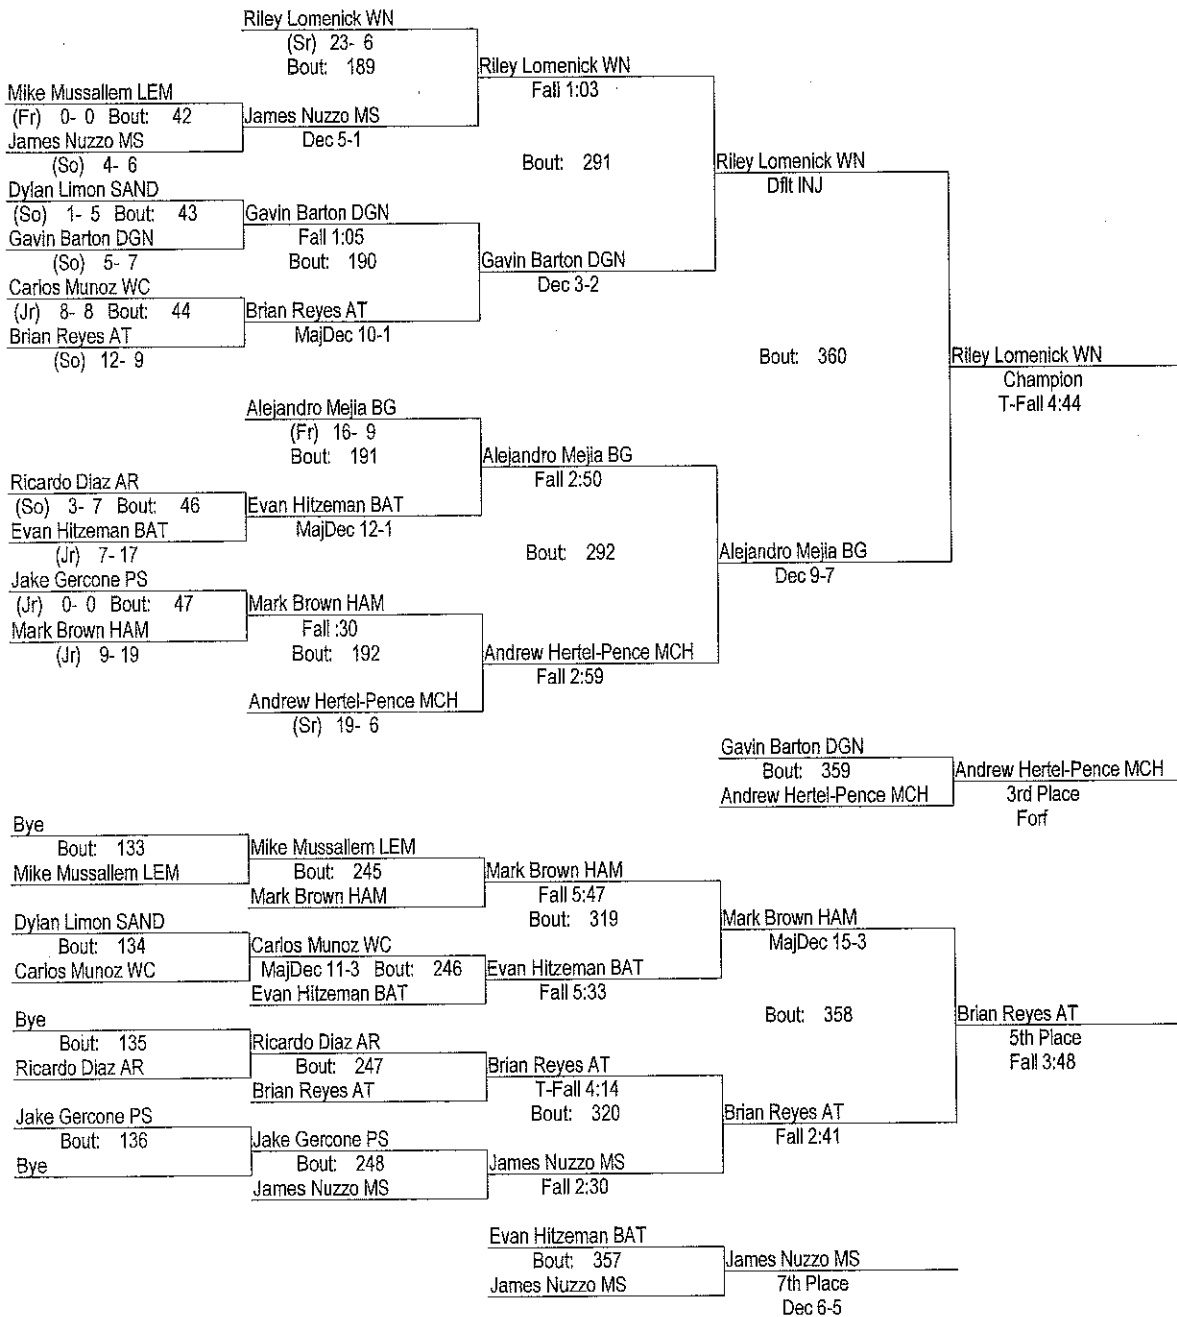 Riley Lomenick WN
(Sr) 23- 6
Bout: 189
Riley Lomenick WN
Fall 1:03
Mike Mussallem LEM
(Fr) 0- 0 Bout: 42
James Nuzzo MS
(So) 4- 6
James Nuzzo MS
Dec 5-1
Bout: 291
Riley Lomenick WN
Dflt INJ
Dylan Limon SAND
(So) 1- 5 Bout: 43
Gavin Barton DGN
(So) 5- 7
Gavin Barton DGN
Fall 1:05
Bout: 190
Gavin Barton DGN
Dec 3-2
Carlos Munoz WC
(Jr) 8- 8 Bout: 44
Brian Reyes AT
(So) 12- 9
Brian Reyes AT
MajDec 10-1
Bout: 360
Riley Lomenick WN
Champion
T-Fall 4:44
Alejandro Mejia BG
(Fr) 16- 9
Bout: 191
Alejandro Mejia BG
Fall 2:50
Ricardo Diaz AR
(So) 3- 7 Bout: 46
Evan Hitzeman BAT
(Jr) 7- 17
Evan Hitzeman BAT
MajDec 12-1
Bout: 292
Alejandro Mejia BG
Dec 9-7
Jake Gercone PS
(Jr) 0- 0 Bout: 47
Mark Brown HAM
(Jr) 9- 19
Mark Brown HAM
Fall :30
Bout: 192
Andrew Hertel-Pence MCH
Fall 2:59
Andrew Hertel-Pence MCH
(Sr) 19- 6
Gavin Barton DGN
Bout: 359
Andrew Hertel-Pence MCH
Andrew Hertel-Pence MCH
3rd Place
Forf
Bye
Bout: 133
Mike Mussallem LEM
Mike Mussallem LEM
Bout: 245
Mark Brown HAM
Mark Brown HAM
Fall 5:47
Bout: 319
Mark Brown HAM
MajDec 15-3
Dylan Limon SAND
Bout: 134
Carlos Munoz WC
Carlos Munoz WC
MajDec 11-3 Bout: 246
Evan Hitzeman BAT
Evan Hitzeman BAT
Fall 5:33
Bout: 358
Brian Reyes AT
5th Place
Fall 3:48
Bye
Bout: 135
Ricardo Diaz AR
Ricardo Diaz AR
Bout: 247
Brian Reyes AT
Brian Reyes AT
T-Fall 4:14
Bout: 320
Brian Reyes AT
Fall 2:41
Jake Gercone PS
Bout: 136
Bye
Jake Gercone PS
Bout: 248
James Nuzzo MS
James Nuzzo MS
Fall 2:30
Evan Hitzeman BAT
Bout: 357
James Nuzzo MS
James Nuzzo MS
7th Place
Dec 6-5